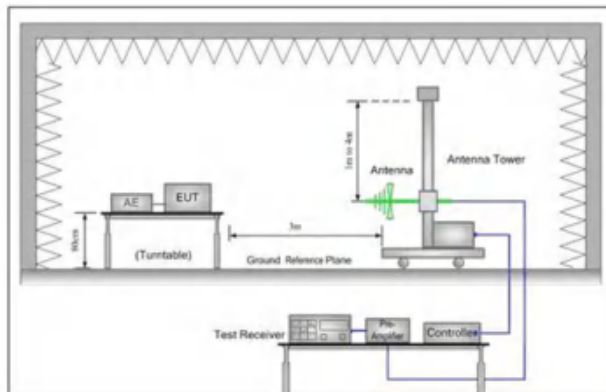 1m to 4m
Antenna
Antenna Tower
AE
EUT
80cm
(Turntable)
3m
Ground Reference Plane
Test Receiver
Pre-
Amplifier
Controller